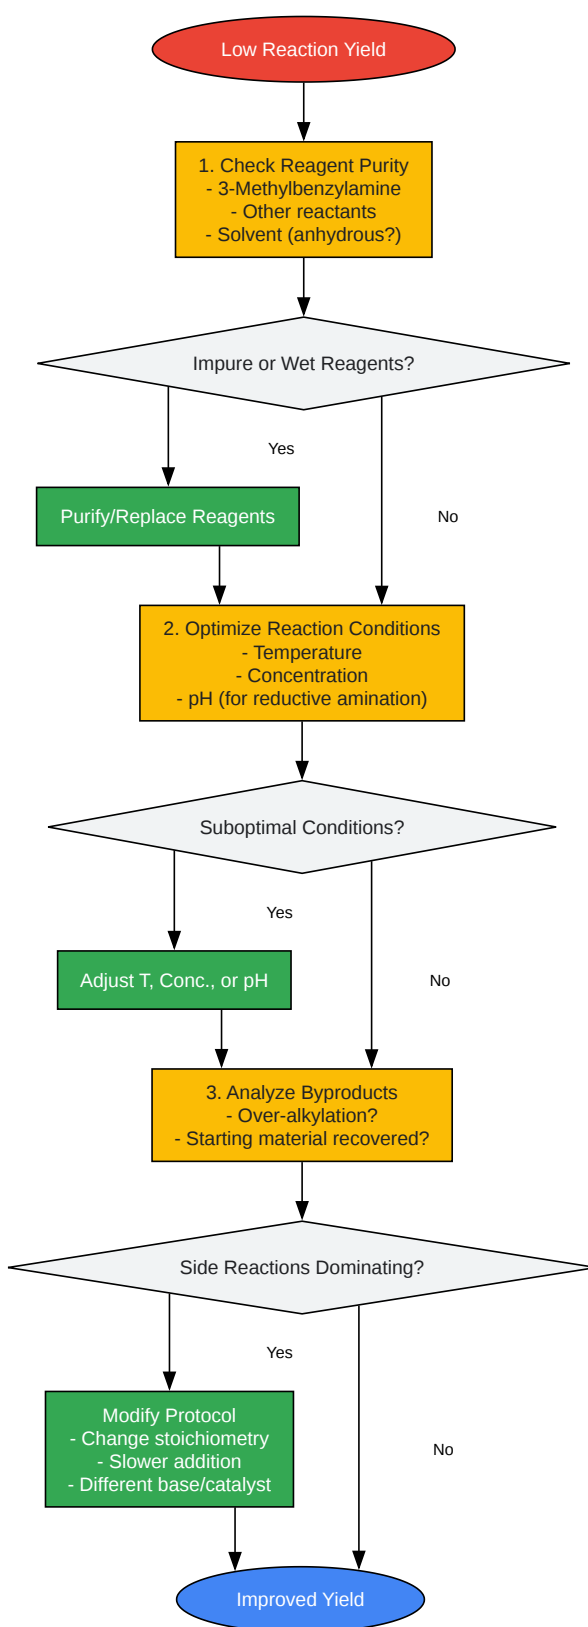 Low Reaction Yield
1. Check Reagent Purity
- 3-Methylbenzylamine
- Other reactants
- Solvent (anhydrous?)
Impure or Wet Reagents?
Yes
Purify/Replace Reagents
No
2. Optimize Reaction Conditions
- Temperature
- Concentration
- pH (for reductive amination)
Suboptimal Conditions?
Yes
Adjust T, Conc., or pH
No
3. Analyze Byproducts
- Over-alkylation?
- Starting material recovered?
Side Reactions Dominating?
Yes
Modify Protocol
- Change stoichiometry
- Slower addition
- Different base/catalyst
No
Improved Yield